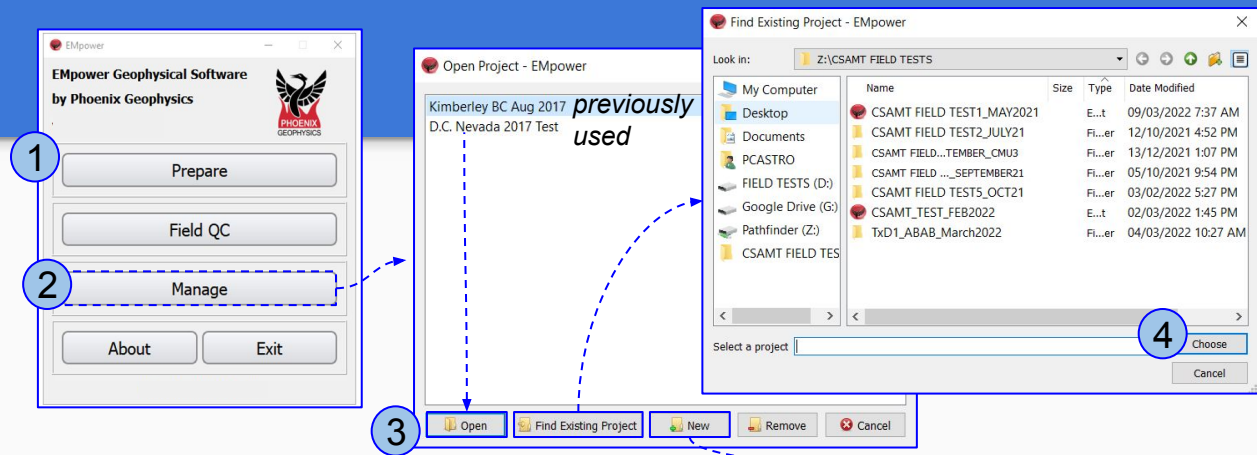 EMpower
EMpower Geophysical Software
by Phoenix Geophysics
PHOENIX
GEOPHYSICS
1
Prepare
Field QC
2
Manage
About
Exit
Open Project - EMpower
Kimberley BC Aug 2017
D.C. Nevada 2017 Test
previously
used
3
Open
Find Existing Project
New
Remove
Cancel
Find Existing Project - EMpower
Look in:
Z:\CSAMT FIELD TESTS
My Computer
Desktop
Documents
PCASTRO
FIELD TESTS (D:)
Google Drive (G:)
Pathfinder (Z:)
CSAMT FIELD TES
Name Size Type Date Modified
CSAMT FIELD TEST1_MAY2021 E...t 09/03/2022 7:37 AM
CSAMT FIELD TEST2_JULY21 Fi...er 12/10/2021 4:52 PM
CSAMT FIELD...TEMBER_CMU3 Fi...er 13/12/2021 1:07 PM
CSAMT FIELD ..._SEPTEMBER21 Fi...er 05/10/2021 9:54 PM
CSAMT FIELD TEST5_OCT21 Fi...er 03/02/2022 5:27 PM
CSAMT_TEST_FEB2022 E...t 02/03/2022 1:45 PM
TxD1_ABAB_March2022 Fi...er 04/03/2022 10:27 AM
Select a project
4
Choose
Cancel